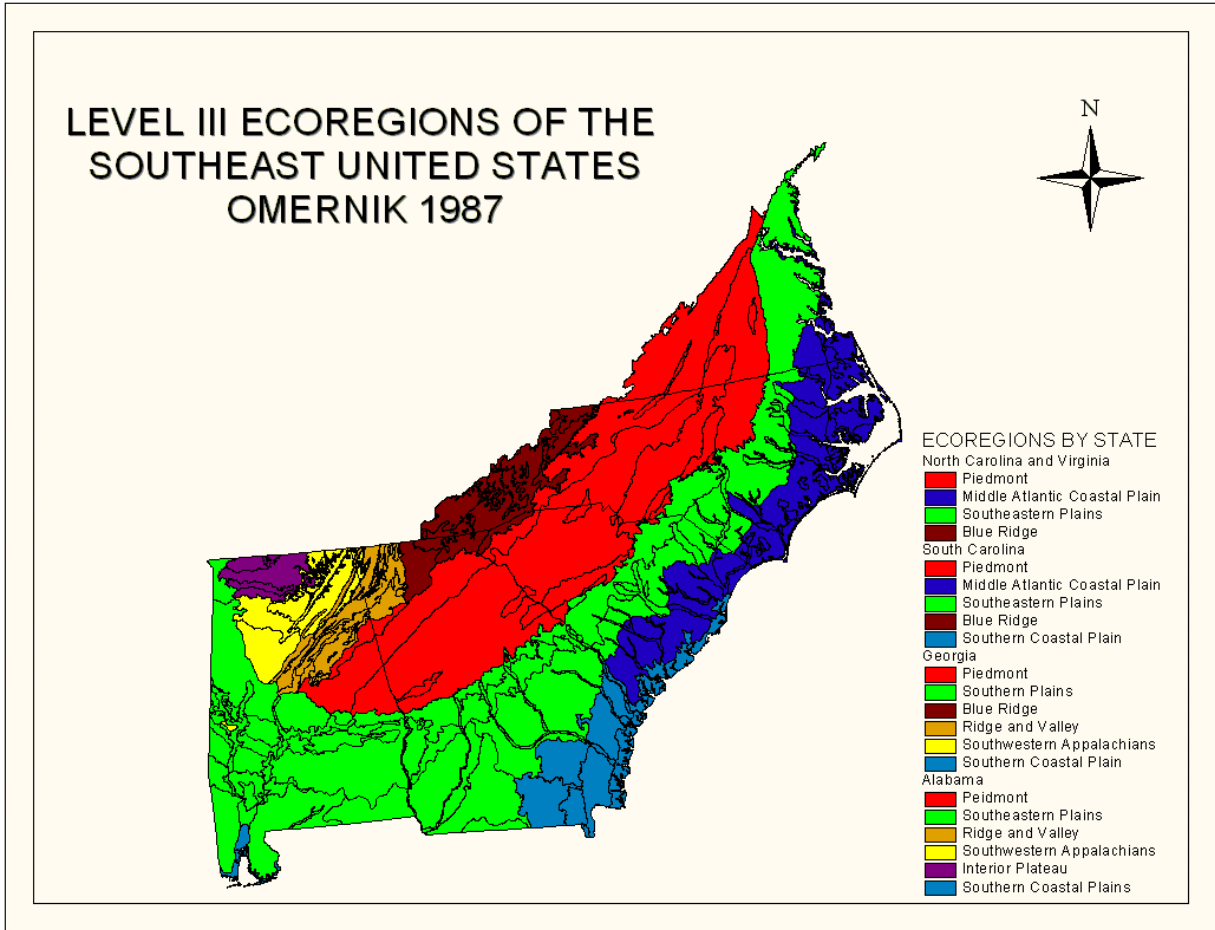 LEVEL III ECOREGIONS OF THE
SOUTHEAST UNITED STATES
OMERNIK 1987
N
ECOREGIONS BY STATE
North Carolina and Virginia
Piedmont
Middle Atlantic Coastal Plain
Southeastern Plains
Blue Ridge
South Carolina
Piedmont
Middle Atlantic Coastal Plain
Southeastern Plains
Blue Ridge
Southern Coastal Plain
Georgia
Piedmont
Southern Plains
Blue Ridge
Ridge and Valley
Southwestern Appalachians
Southern Coastal Plain
Alabama
Peidmont
Southeastern Plains
Ridge and Valley
Southwestern Appalachians
Interior Plateau
Southern Coastal Plains